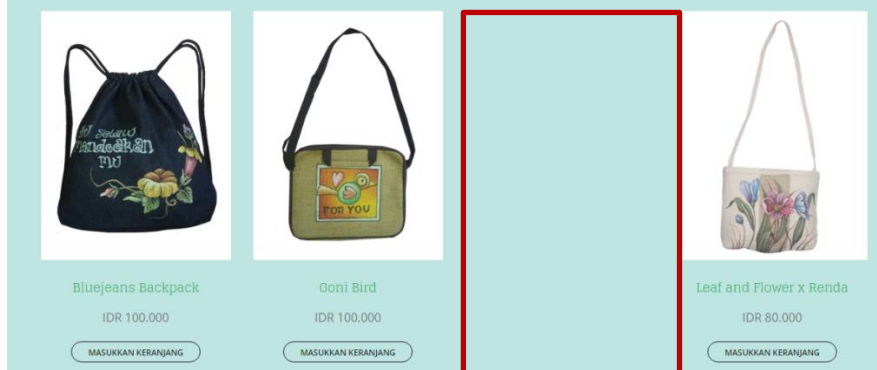 selalu
mendoakan
mu
FOR YOU
Bluejeans Backpack
Goni Bird
Leaf and Flower x Renda
IDR 100.000
IDR 100.000
IDR 80.000
MASUKKAN KERANJANG
MASUKKAN KERANJANG
MASUKKAN KERANJANG